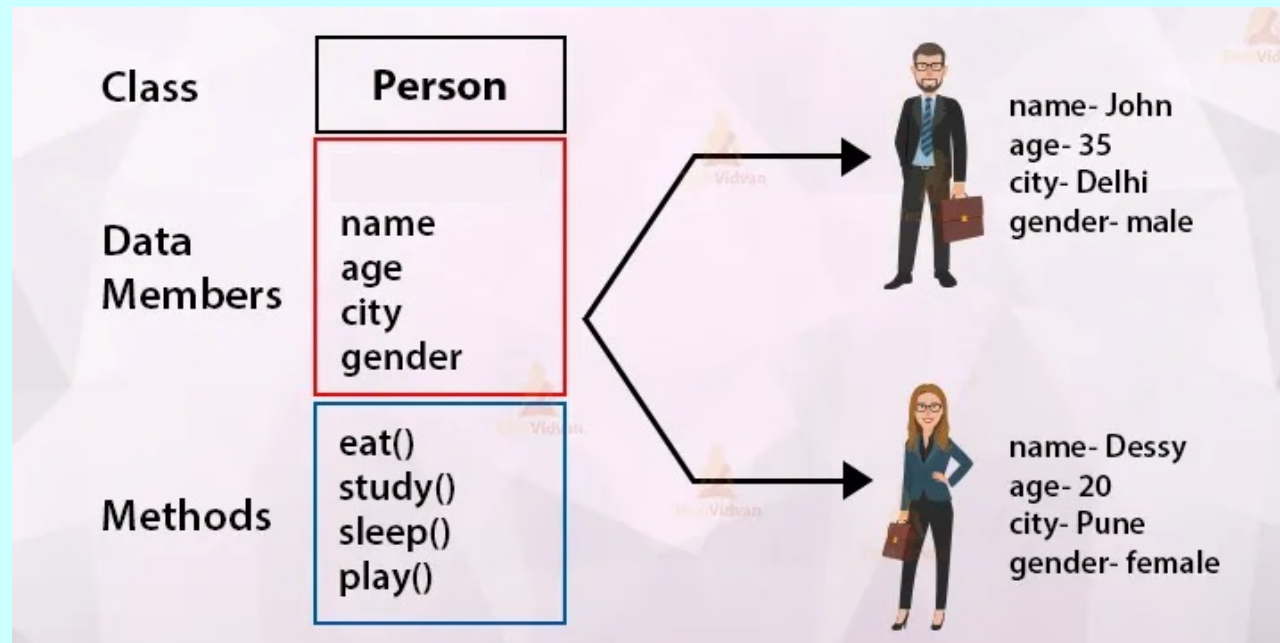 Class
Person
Data
Members
name
age
city
gender
Methods
eat()
study()
sleep()
play()
name- John
age- 35
city- Delhi
gender- male
name- Dessy
age- 20
city- Pune
gender- female